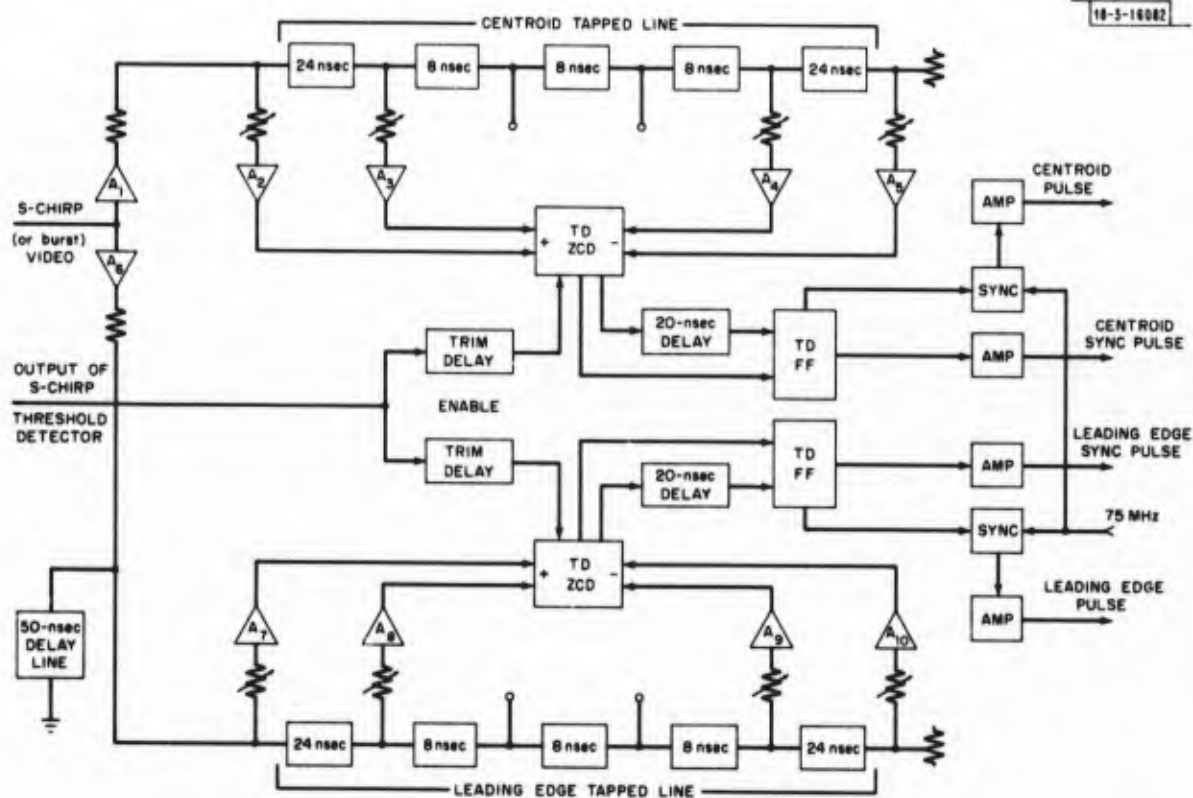 18-5-16082
CENTROID TAPPED LINE
24 nsec
8 nsec
8 nsec
8 nsec
24 nsec
A1
A2
A3
A4
A5
S-CHIRP
(or burst)
VIDEO
A6
+
TD
ZCD
-
AMP
CENTROID
PULSE
SYNC
TRIM
DELAY
20-nsec
DELAY
TD
FF
AMP
CENTROID
SYNC PULSE
OUTPUT OF
S-CHIRP
THRESHOLD
DETECTOR
ENABLE
TRIM
DELAY
20-nsec
DELAY
TD
FF
AMP
LEADING EDGE
SYNC PULSE
SYNC
75 MHz
+
TD
ZCD
-
AMP
LEADING EDGE
PULSE
50-nsec
DELAY
LINE
A7
A8
A9
A10
24 nsec
8 nsec
8 nsec
8 nsec
24 nsec
LEADING EDGE TAPPED LINE